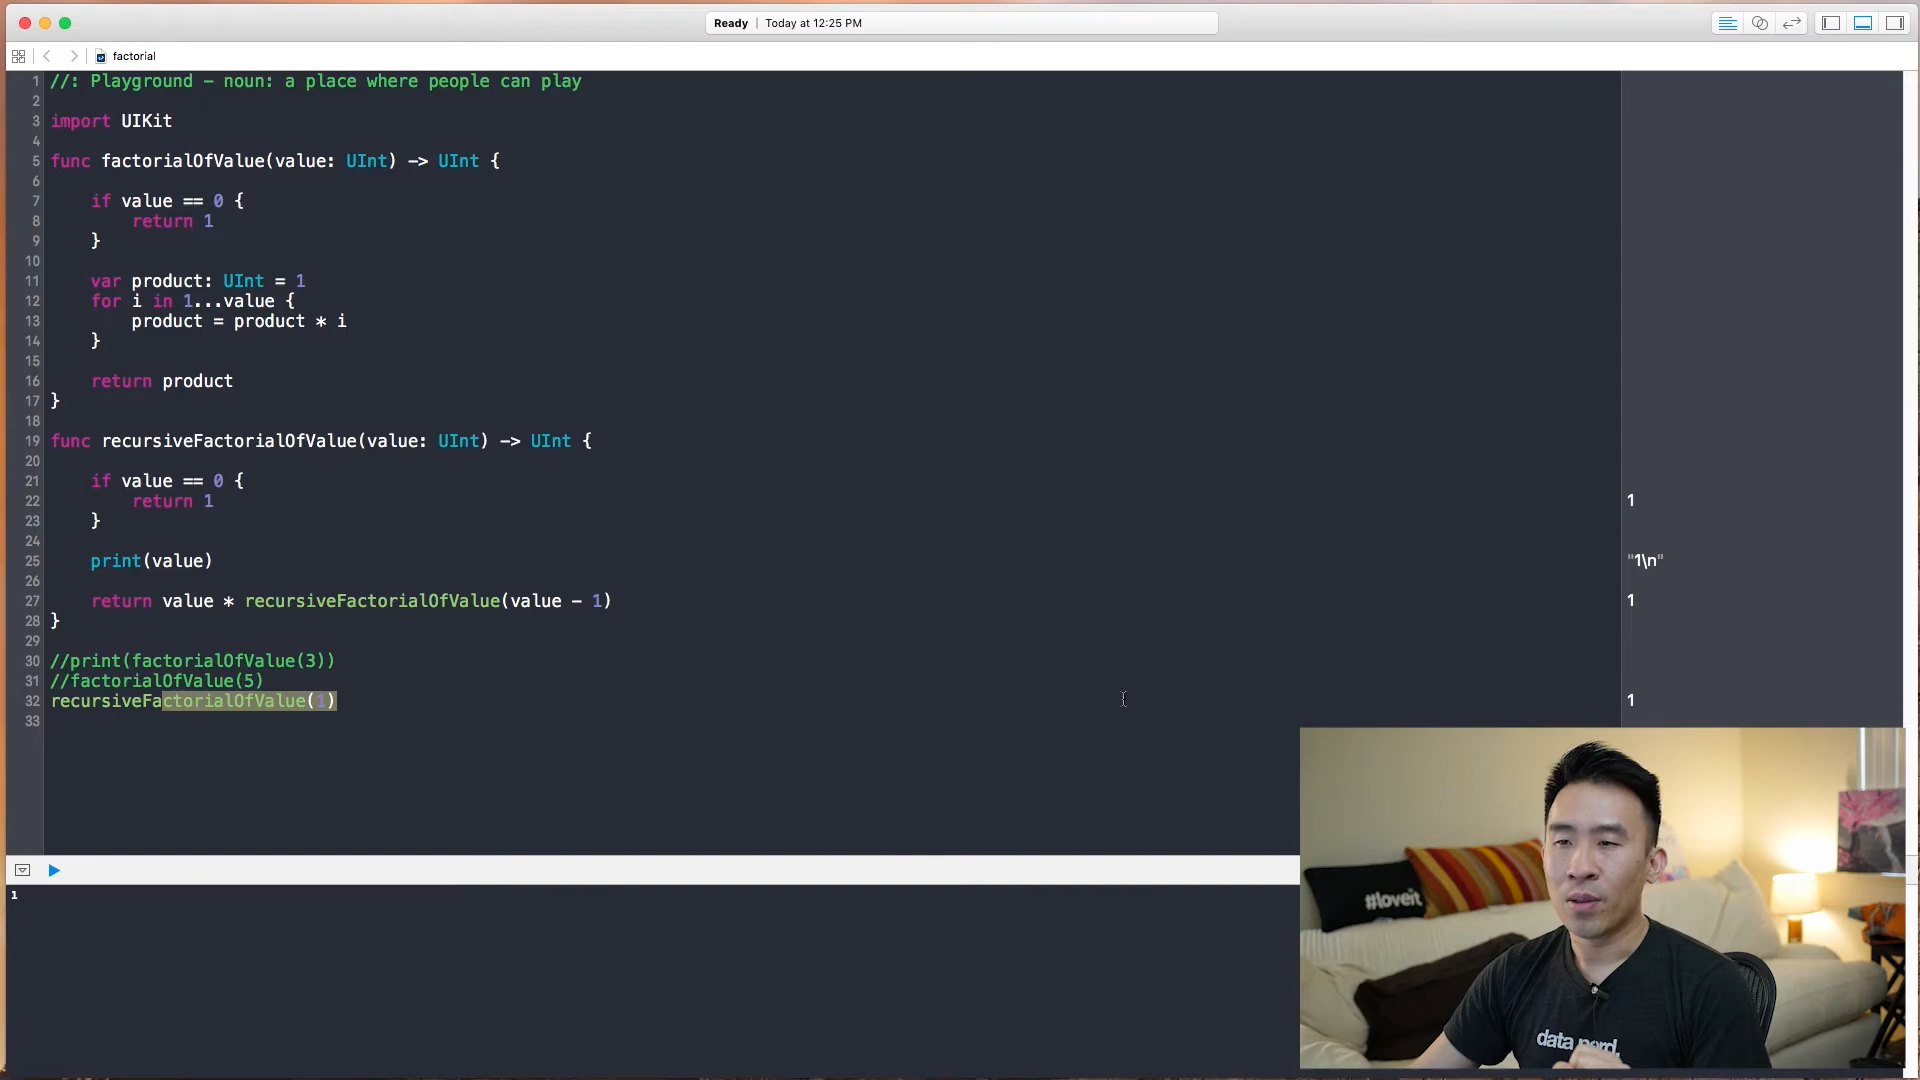 Ready | Today at 12:25 PM
factorial
1 //: Playground - noun: a place where people can play
2
3 import UIKit
4
5 func factorialOfValue(value: UInt) -> UInt {
6
7 if value == 0 {
8 return 1
9 }
10
11 var product: UInt = 1
12 for i in 1...value {
13 product = product * i
14 }
15
16 return product
17 }
18
19 func recursiveFactorialOfValue(value: UInt) -> UInt {
20
21 if value == 0 {
22 return 1 1
23 }
24
25 print(value) "1\n"
26
27 return value * recursiveFactorialOfValue(value - 1) 1
28 }
29
30 //print(factorialOfValue(3))
31 //factorialOfValue(5)
32 recursiveFactorialOfValue(1) 1
33
1
#loveit
data nerd.